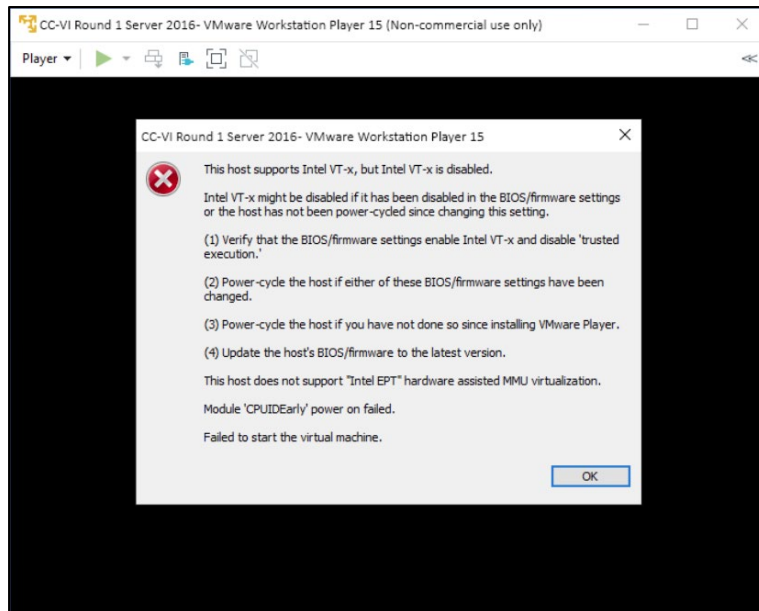 CC-VI Round 1 Server 2016- VMware Workstation Player 15 (Non-commercial use only)
Player
CC-VI Round 1 Server 2016- VMware Workstation Player 15
This host supports Intel VT-x, but Intel VT-x is disabled.
Intel VT-x might be disabled if it has been disabled in the BIOS/firmware settings
or the host has not been power-cycled since changing this setting.
(1) Verify that the BIOS/firmware settings enable Intel VT-x and disable 'trusted
execution.'
(2) Power-cycle the host if either of these BIOS/firmware settings have been
changed.
(3) Power-cycle the host if you have not done so since installing VMware Player.
(4) Update the host's BIOS/firmware to the latest version.
This host does not support "Intel EPT" hardware assisted MMU virtualization.
Module 'CPUIDEarly' power on failed.
Failed to start the virtual machine.
OK